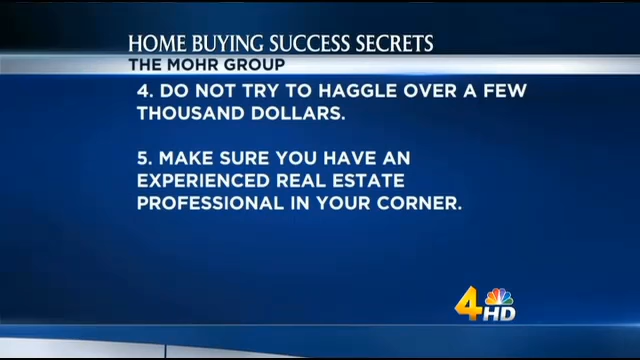 HOME BUYING SUCCESS SECRETS
THE MOHR GROUP
4. DO NOT TRY TO HAGGLE OVER A FEW
THOUSAND DOLLARS.
5. MAKE SURE YOU HAVE AN
EXPERIENCED REAL ESTATE
PROFESSIONAL IN YOUR CORNER.
4HD